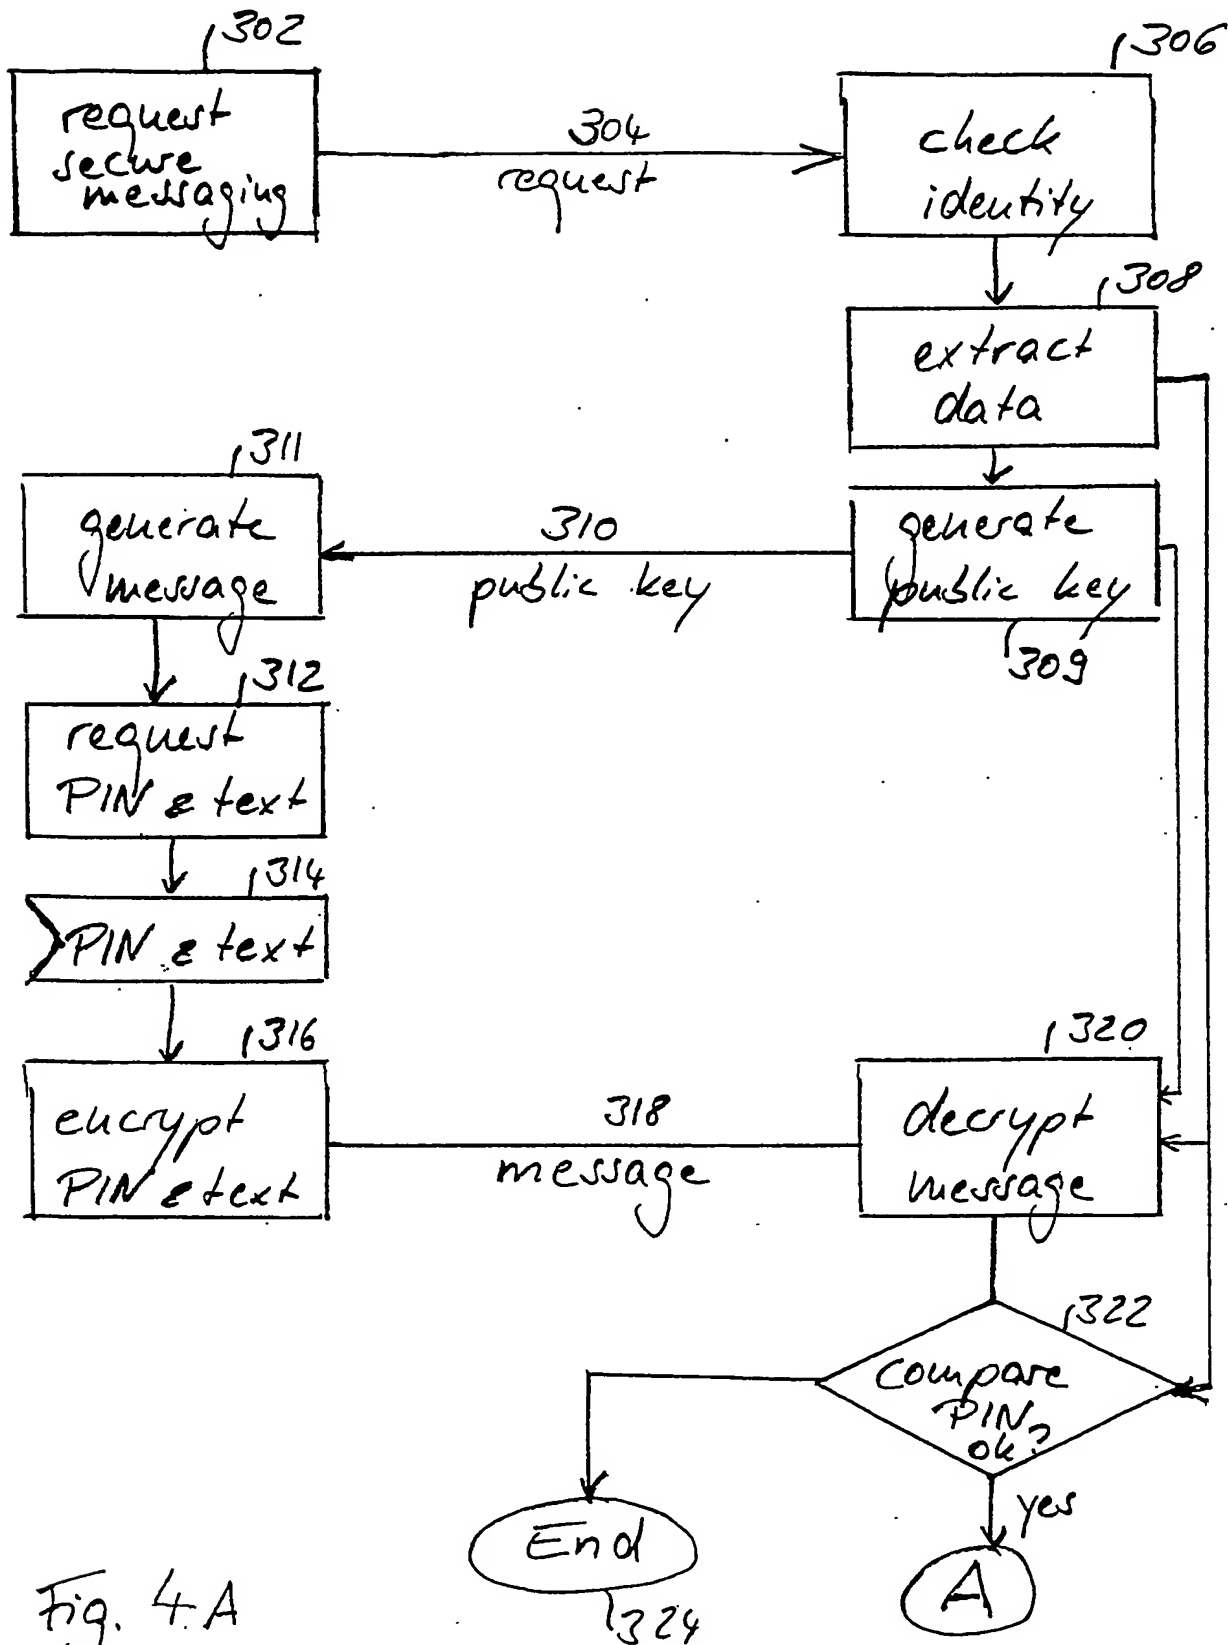 302
request
secure
messaging
304
request
306
check
identity
308
extract
data
311
generate
message
310
public key
generate
public key
309
312
request
PIN & text
314
PIN & text
316
encrypt
PIN & text
318
message
320
decrypt
message
322
compare
PIN
ok?
yes
End
324
A
Fig. 4.A